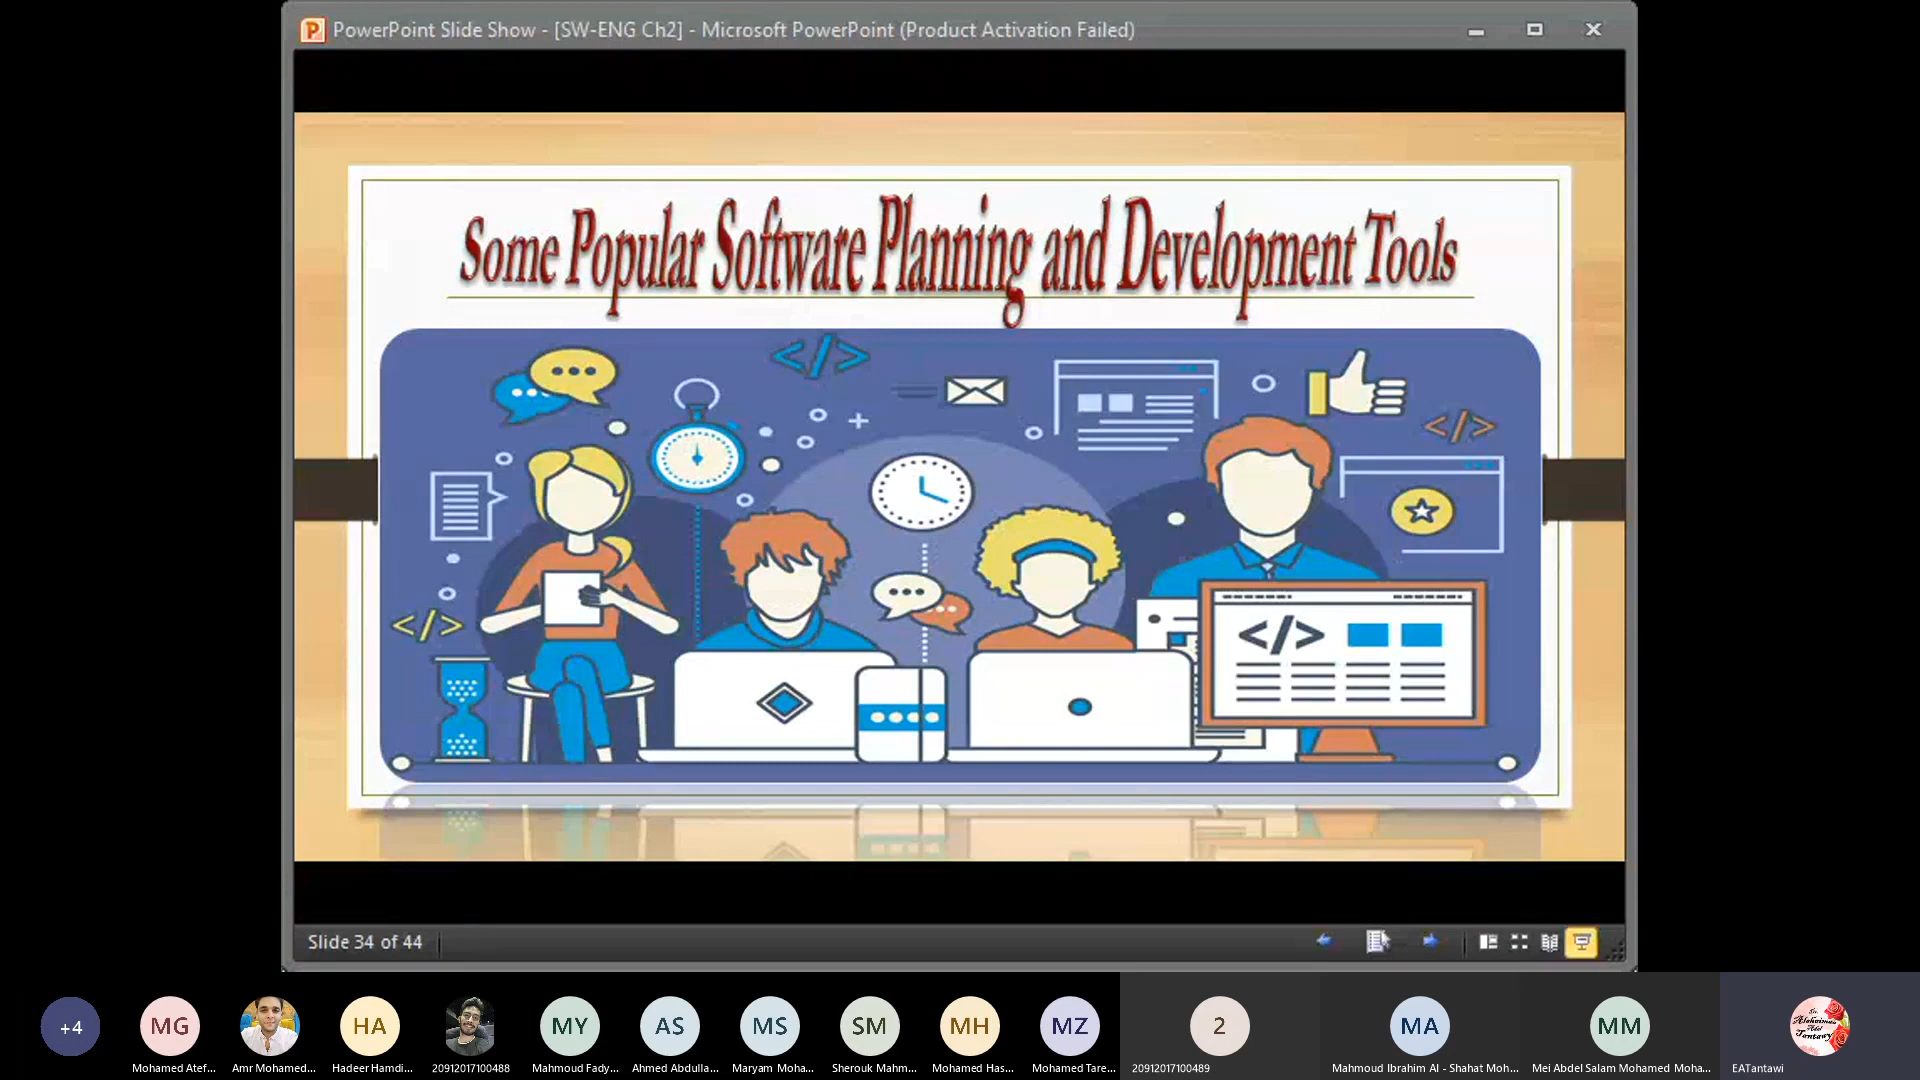 PowerPoint Slide Show - [SW-ENG Ch2] - Microsoft PowerPoint (Product Activation Failed)
Some Popular Software Planning and Development Tools
</>
</>
</>
</>
Slide 34 of 44
+4
MG
HA
MY
AS
MS
SM
MH
MZ
2
MA
MM
Mohamed Atef...
Amr Mohamed...
Hadeer Hamdi...
20912017100488
Mahmoud Fady...
Ahmed Abdulla...
Maryam Moha...
Sherouk Mahm...
Mohamed Has...
Mohamed Tare...
20912017100489
Mahmoud Ibrahim Al - Shahat Moh...
Mei Abdel Salam Mohamed Moha...
EATantawi